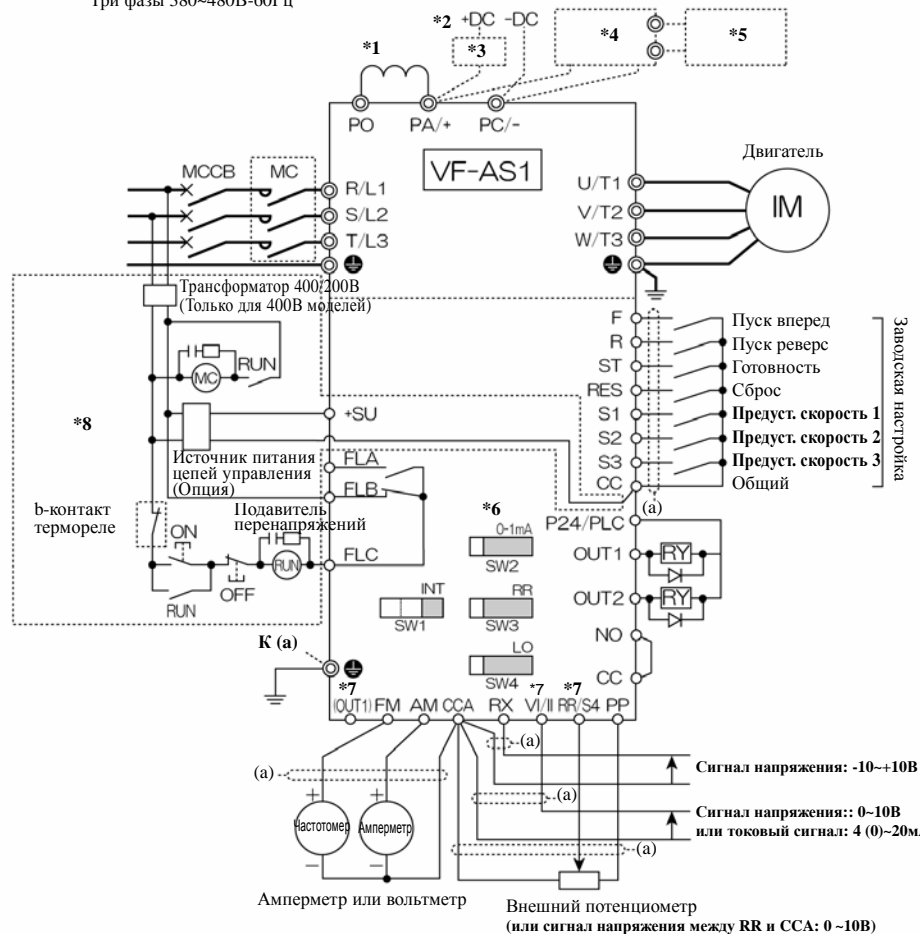 Три фазы 380~480В-60Гц
*2 +DC -DC
*1
*3
*4
*5
PO PA/+ PC/-
VF-AS1
Двигатель
MCCB MC
R/L1
S/L2
T/L3
U/T1
V/T2
W/T3
IM
Трансформатор 400/200В
(Только для 400В моделей)
MC
RUN
*8
+SU
Источник питания
цепей управления
(Опция)
FLA
FLB
FLC
b-контакт
термореле
Подавитель
перенапряжений
ON
OFF
RUN
RUN
F Пуск вперед
R Пуск реверс
ST Готовность
RES Сброс
S1 Предуст. скорость 1
S2 Предуст. скорость 2
S3 Предуст. скорость 3
CC Общий
Заводская настройка
(a)
P24/PLC
OUT1 RY
OUT2 RY
NO
CC
*6
0-1mA
SW2
INT
SW1
RR
SW3
LO
SW4
К (a)
*7 *7 *7
(OUT1) FM AM CCA RX VI/II RR/S4 PP
(a)
(a)
(a)
(a)
Сигнал напряжения: -10~+10В
Сигнал напряжения:: 0~10В
или токовый сигнал: 4 (0)~20м
+
Частотомер
−
+
Амперметр
−
Амперметр или вольтметр
Внешний потенциометр
(или сигнал напряжения между RR и CCA: 0 ~10В)